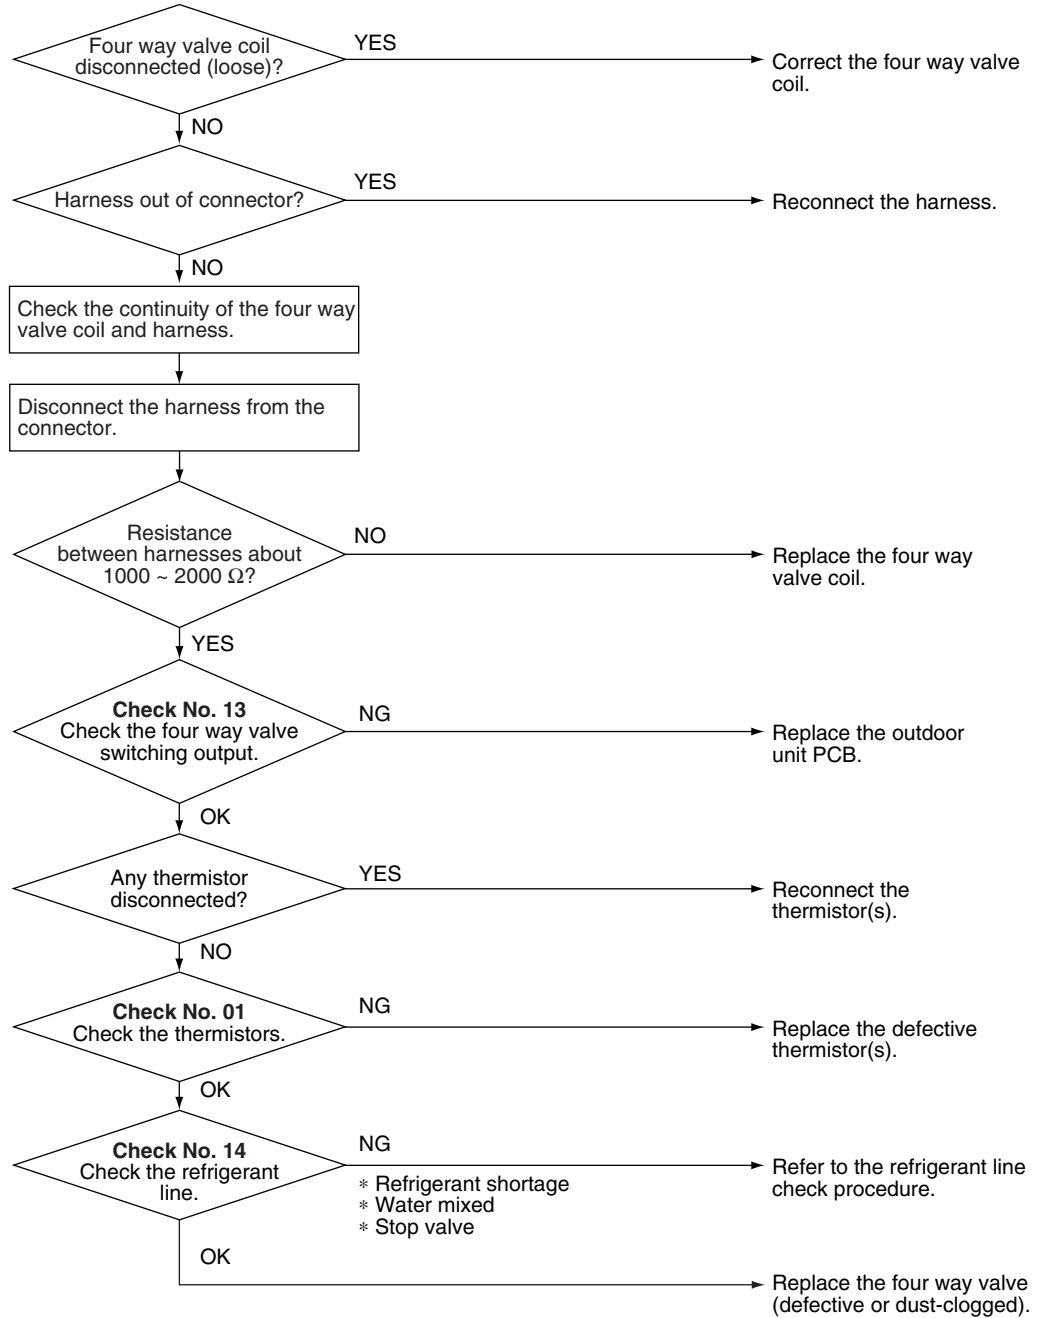 Four way valve coil
disconnected (loose)?
YES
Correct the four way valve
coil.
NO
Harness out of connector?
YES
Reconnect the harness.
NO
Check the continuity of the four way
valve coil and harness.
Disconnect the harness from the
connector.
Resistance
between harnesses about
1000 ~ 2000 Ω?
NO
Replace the four way
valve coil.
YES
Check No. 13
Check the four way valve
switching output.
NG
Replace the outdoor
unit PCB.
OK
Any thermistor
disconnected?
YES
Reconnect the
thermistor(s).
NO
Check No. 01
Check the thermistors.
NG
Replace the defective
thermistor(s).
OK
Check No. 14
Check the refrigerant
line.
NG
∗ Refrigerant shortage
∗ Water mixed
∗ Stop valve
Refer to the refrigerant line
check procedure.
OK
Replace the four way valve
(defective or dust-clogged).